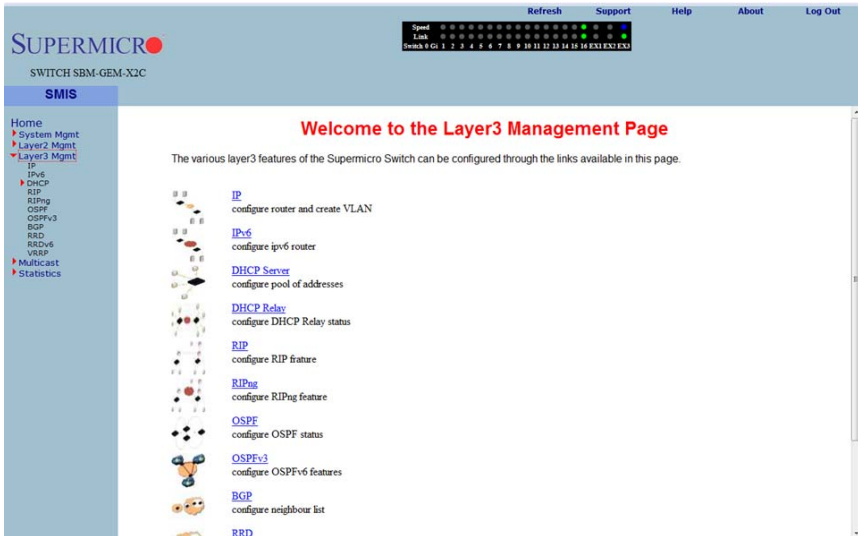 Refresh Support Help About Log Out
Speed
Link
Switch 0 Gi 1 2 3 4 5 6 7 8 9 10 11 12 13 14 15 16 EX1 EX2 EX3
SUPERMICRO
SWITCH SBM-GEM-X2C
SMIS
Home
System Mgmt
Layer2 Mgmt
Layer3 Mgmt
IP
IPv6
DHCP
RIP
RIPng
OSPF
OSPFv3
BGP
RRD
RRDv6
VRRP
Multicast
Statistics
Welcome to the Layer3 Management Page
The various layer3 features of the Supermicro Switch can be configured through the links available in this page.
IP
configure router and create VLAN
IPv6
configure ipv6 router
DHCP Server
configure pool of addresses
DHCP Relay
configure DHCP Relay status
RIP
configure RIP frature
RIPng
configure RIPng feature
OSPF
configure OSPF status
OSPFv3
configure OSPFv6 features
BGP
configure neighbour list
RRD